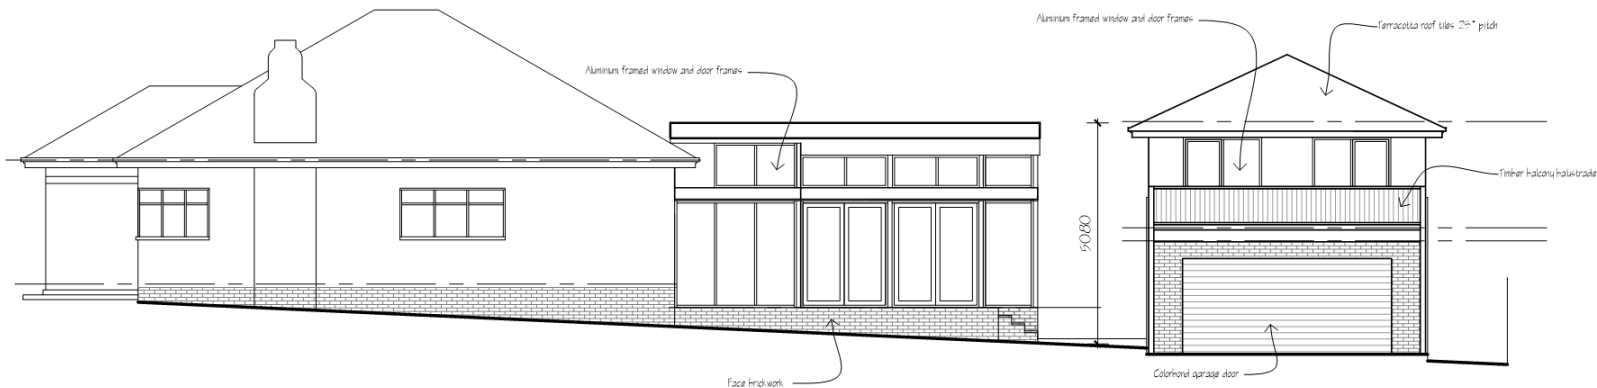 Aluminium framed window and door frames
Terracotta roof tiles 25° pitch
Aluminium framed window and door frames
Timber balcony balustrade
5080
Face brickwork
Colorbond garage door